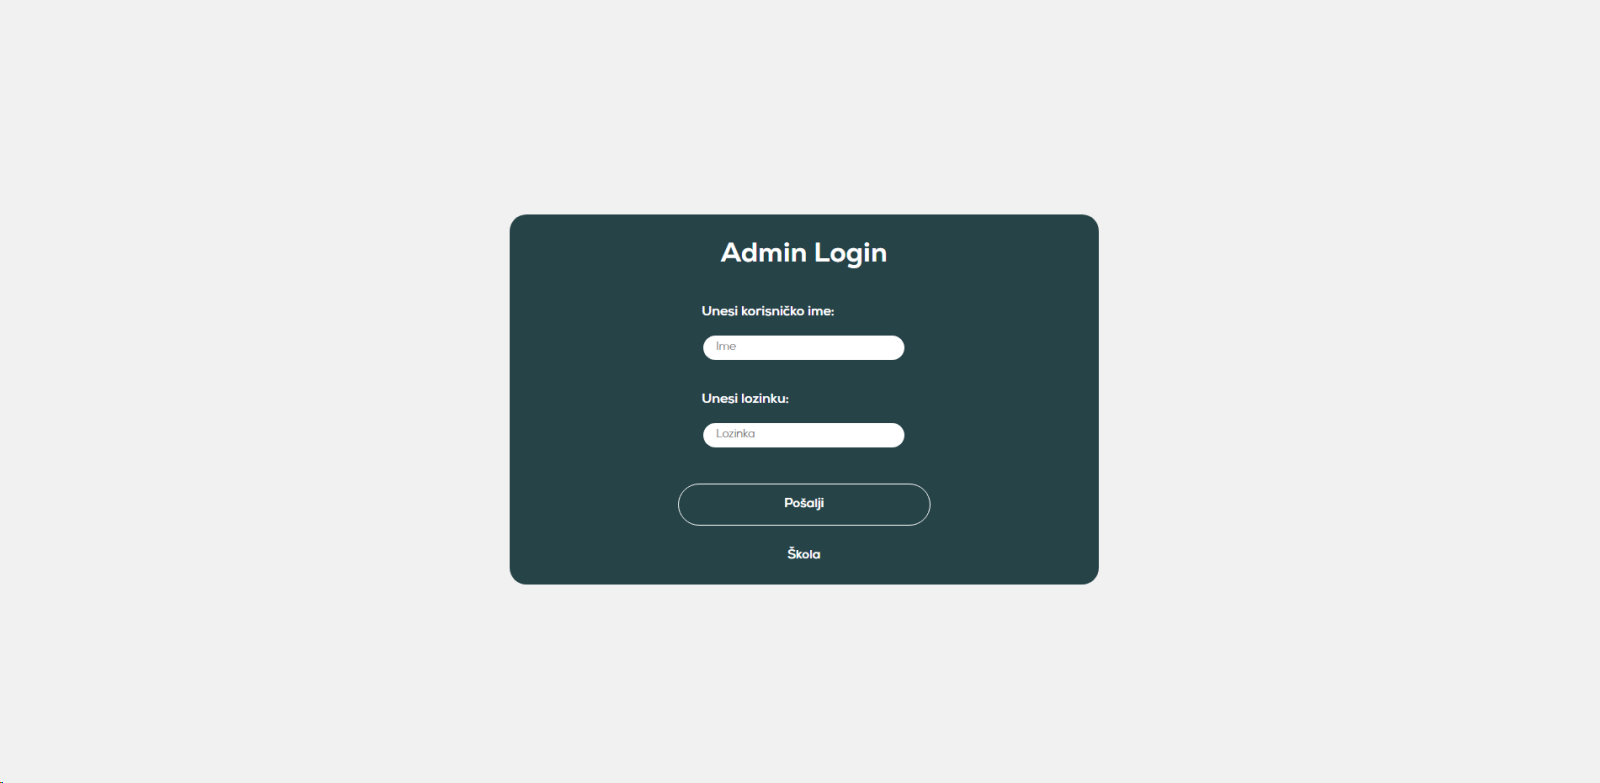 Admin Login
Unesi korisničko ime:
Ime
Unesi lozinku:
Lozinka
Pošalji
Škola